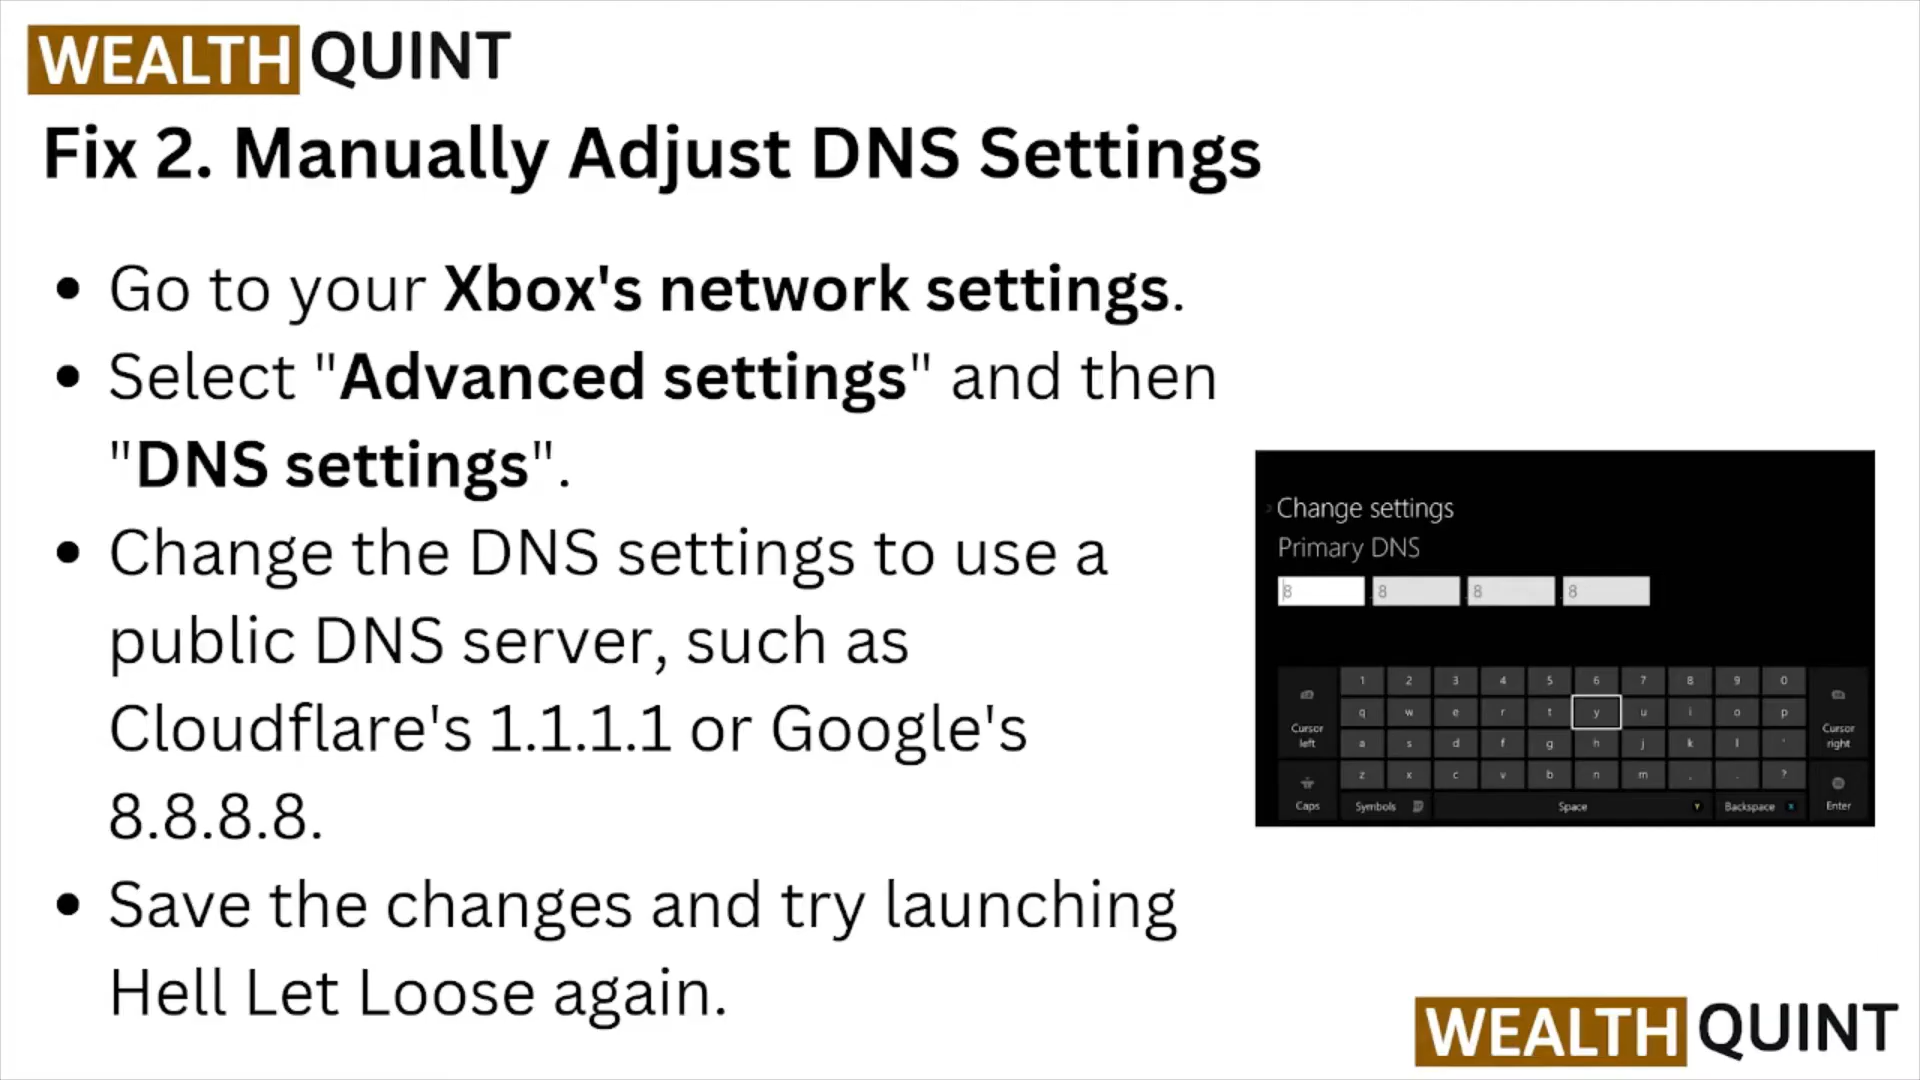 WEALTH QUINT
Fix 2. Manually Adjust DNS Settings
• Go to your Xbox's network settings.
• Select "Advanced settings" and then
"DNS settings".
• Change the DNS settings to use a
public DNS server, such as
Cloudflare's 1.1.1.1 or Google's
8.8.8.8.
• Save the changes and try launching
Hell Let Loose again.
Change settings
Primary DNS
8 . 8 . 8 . 8
1 2 3 4 5 6 7 8 9 0
q w e r t y u i o p
Cursor left
a s d f g h j k l '
Cursor right
z x c v b n m , . ?
Caps Symbols Space Y Backspace X Enter
WEALTH QUINT